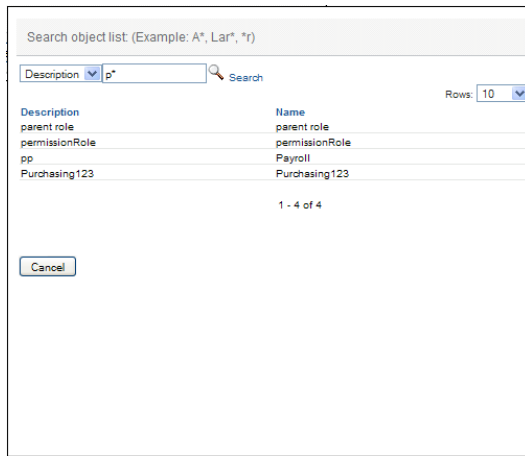 Search object list: (Example: A*, Lar*, *r)
Description p* Search
Rows: 10
Description Name
parent role parent role
permissionRole permissionRole
pp Payroll
Purchasing123 Purchasing123
1 - 4 of 4
Cancel